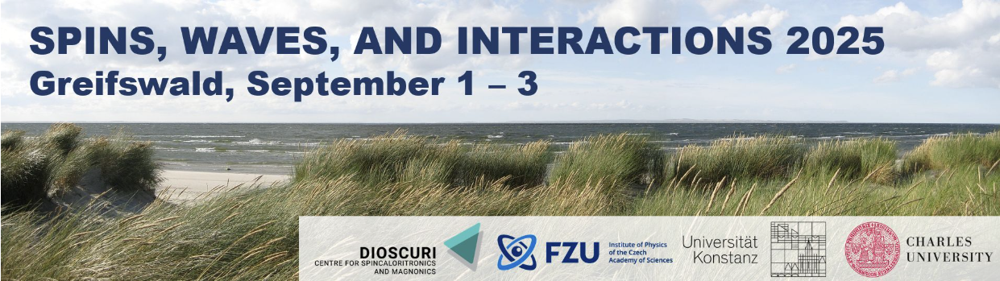 SPINS, WAVES, AND INTERACTIONS 2025
Greifswald, September 1 – 3
DIOSCURI
CENTRE FOR SPINCALORITRONICS
AND MAGNONICS
FZU
Institute of Physics
of the Czech
Academy of Sciences
Universität
Konstanz
CHARLES
UNIVERSITY